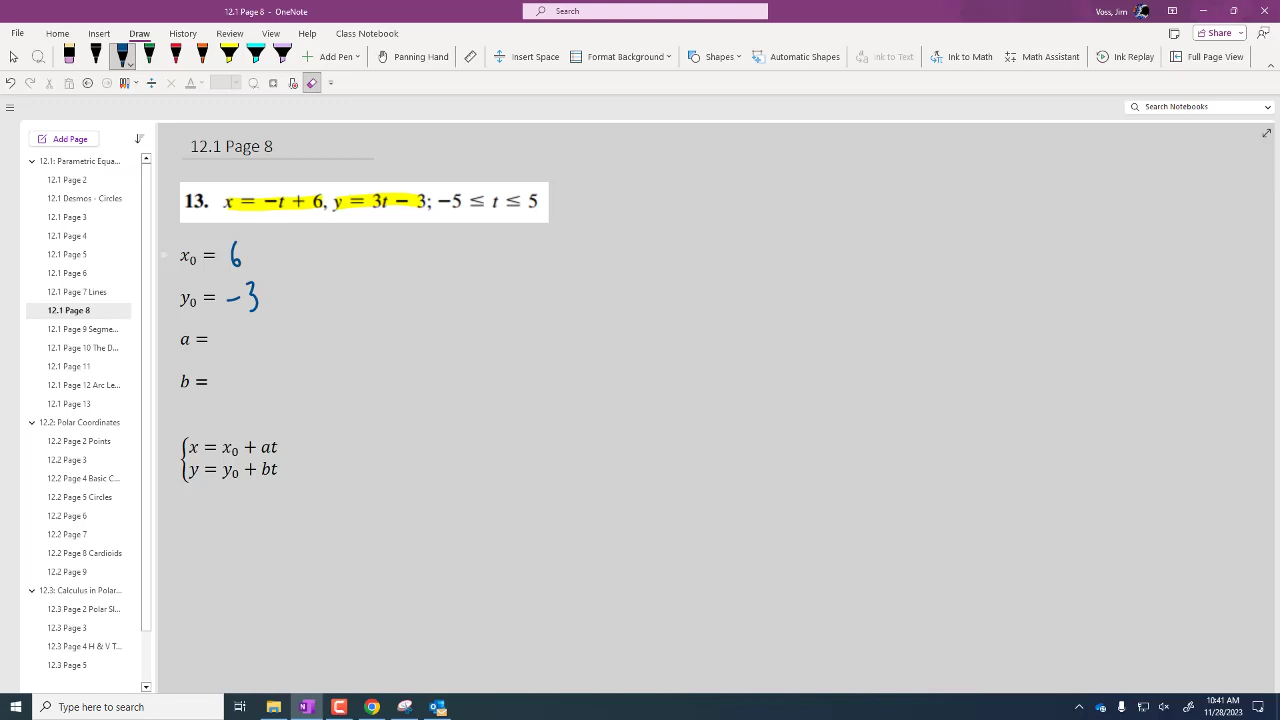 12.1 Page 8 - OneNote
Search
Voss, Jim
File Home Insert Draw History Review View Help Class Notebook
Share
Add Pen
Panning Hand
Insert Space
Format Background
Shapes
Automatic Shapes
Ink to Text
Ink to Math
Math Assistant
Ink Replay
Full Page View
Search Notebooks
Add Page
12.1: Parametric Equa...
12.1 Page 2
12.1 Desmos - Circles
12.1 Page 3
12.1 Page 4
12.1 Page 5
12.1 Page 6
12.1 Page 7 Lines
12.1 Page 8
12.1 Page 9 Segme...
12.1 Page 10 The D...
12.1 Page 11
12.1 Page 12 Arc Le...
12.1 Page 13
12.2: Polar Coordinates
12.2 Page 2 Points
12.2 Page 3
12.2 Page 4 Basic C...
12.2 Page 5 Circles
12.2 Page 6
12.2 Page 7
12.2 Page 8 Cardioids
12.2 Page 9
12.3: Calculus in Polar...
12.3 Page 2 Polar Sl...
12.3 Page 3
12.3 Page 4 H & V T...
12.3 Page 5
12.1 Page 8
13. x = −t + 6, y = 3t − 3; −5 ≤ t ≤ 5
x₀ = 6
y₀ = −3
a =
b =
x = x₀ + at
y = y₀ + bt
Type here to search
10:41 AM
11/28/2023